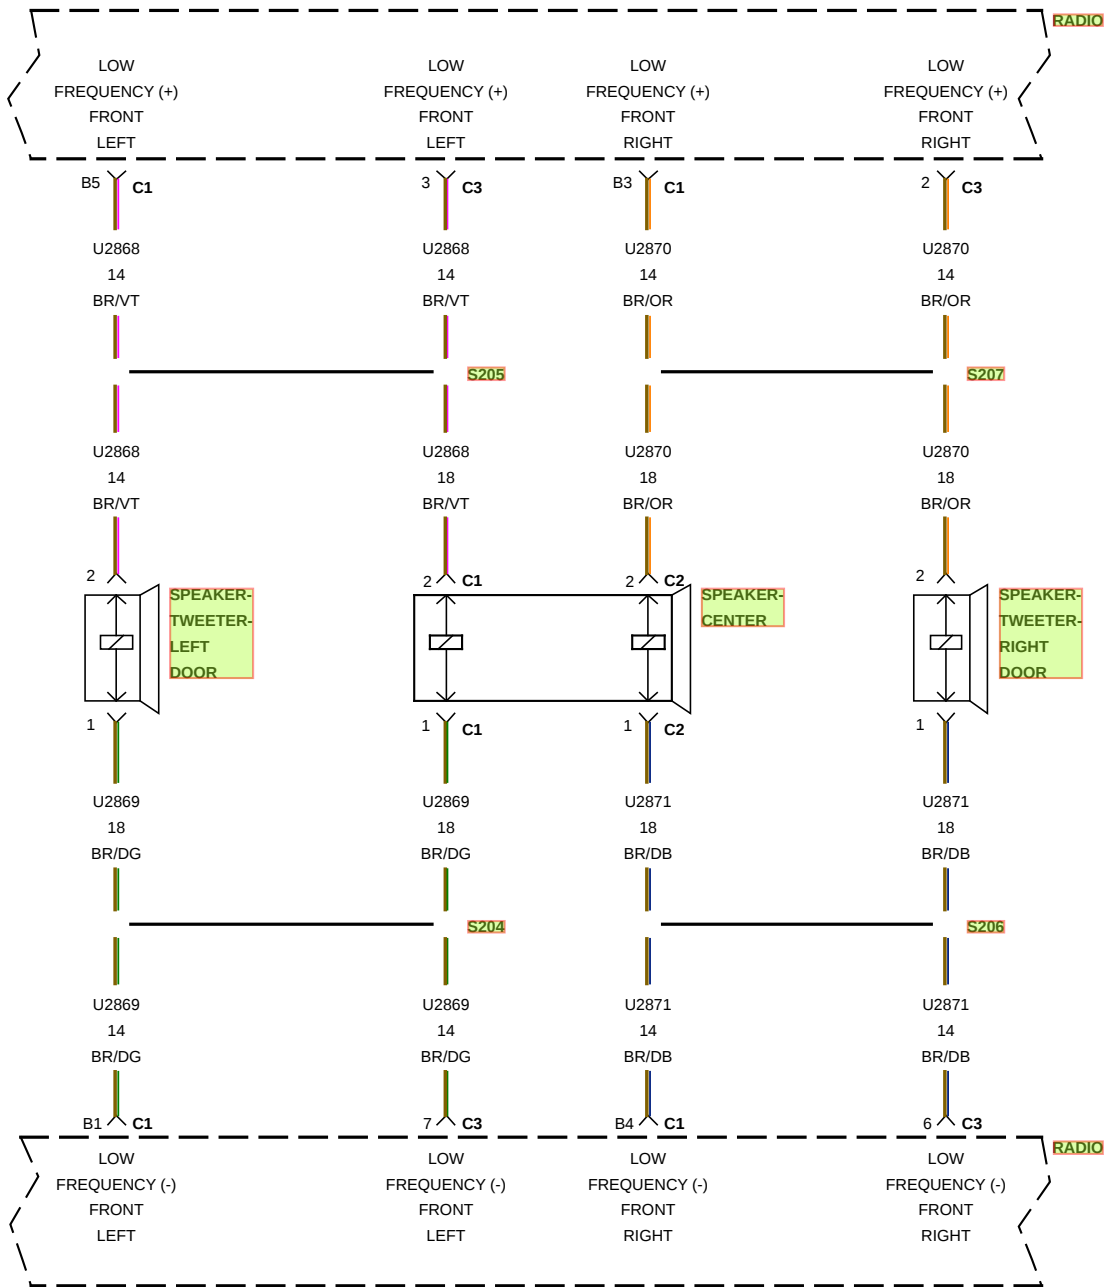 RADIO
LOW LOW LOW LOW
FREQUENCY (+) FREQUENCY (+) FREQUENCY (+) FREQUENCY (+)
FRONT FRONT FRONT FRONT
LEFT LEFT RIGHT RIGHT
B5 C1 3 C3 B3 C1 2 C3
U2868 U2868 U2870 U2870
14 14 14 14
BR/VT BR/VT BR/OR BR/OR
S205 S207
U2868 U2868 U2870 U2870
14 18 18 18
BR/VT BR/VT BR/OR BR/OR
2 2 C1 2 C2 2
SPEAKER- SPEAKER- SPEAKER-
TWEETER- CENTER TWEETER-
LEFT RIGHT
DOOR DOOR
1 1 C1 1 C2 1
U2869 U2869 U2871 U2871
18 18 18 18
BR/DG BR/DG BR/DB BR/DB
S204 S206
U2869 U2869 U2871 U2871
14 14 14 14
BR/DG BR/DG BR/DB BR/DB
B1 C1 7 C3 B4 C1 6 C3
RADIO
LOW LOW LOW LOW
FREQUENCY (-) FREQUENCY (-) FREQUENCY (-) FREQUENCY (-)
FRONT FRONT FRONT FRONT
LEFT LEFT RIGHT RIGHT